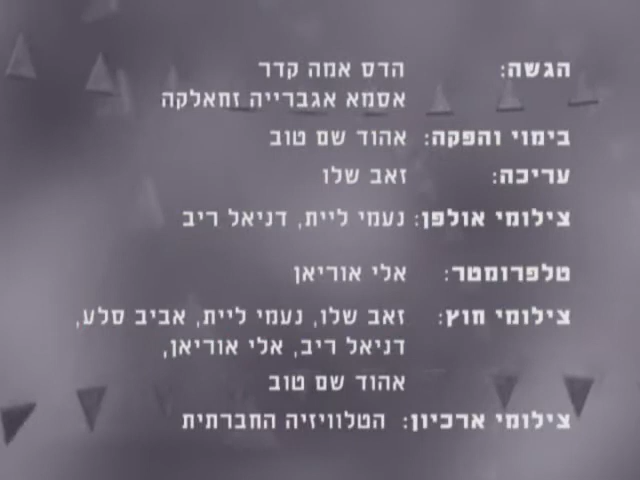 הגשה: הדס אמה קדר
אסמא אגברייה זחאלקה
בימוי והפקה: אהוד שם טוב
עריכה: זאב שלו
צילומי אולפן: נעמי ליית, דניאל ריב
טלפרומטר: אלי אוריאן
צילומי חוץ: זאב שלו, נעמי ליית, אביב סלע,
דניאל ריב, אלי אוריאן,
אהוד שם טוב
צילומי ארכיון: הטלוויזיה החברתית